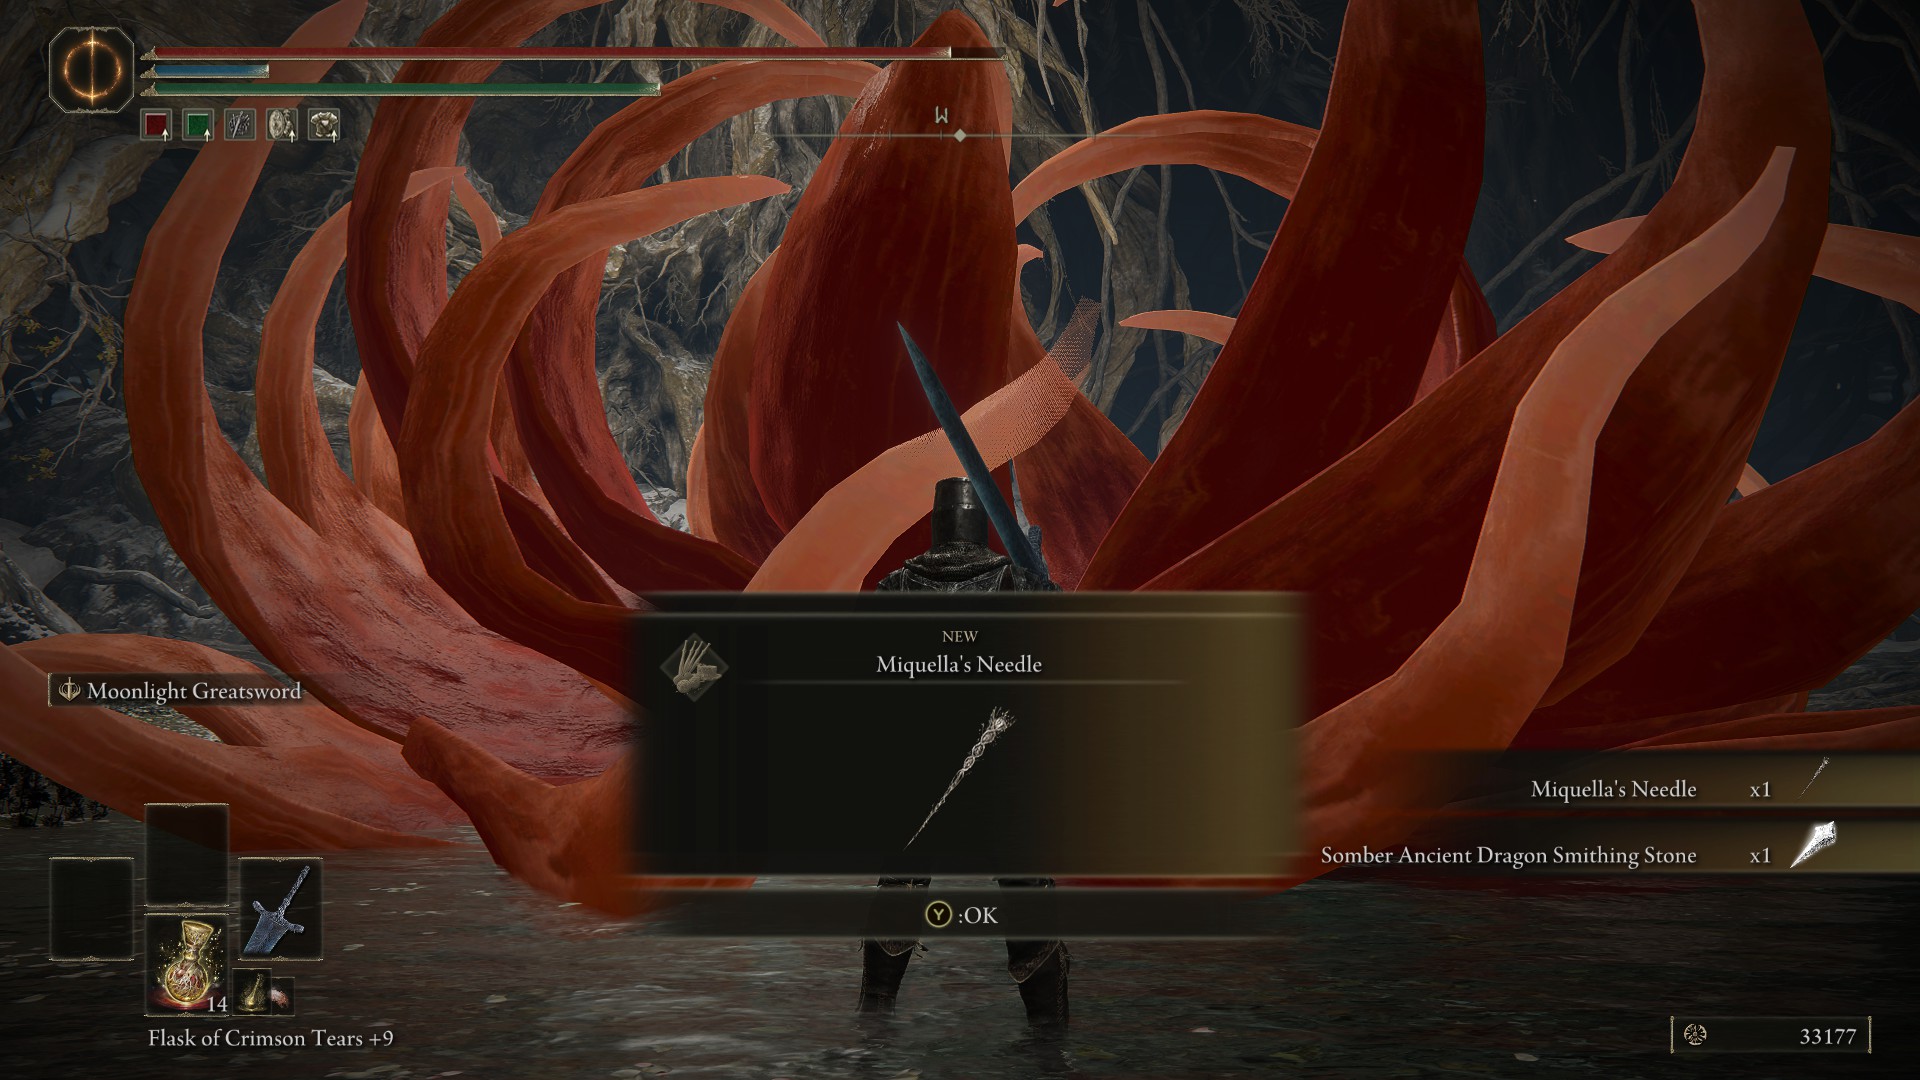 W
NEW
Miquella's Needle
Moonlight Greatsword
Miquella's Needle x1
Somber Ancient Dragon Smithing Stone x1
Y :OK
14
Flask of Crimson Tears +9
33177